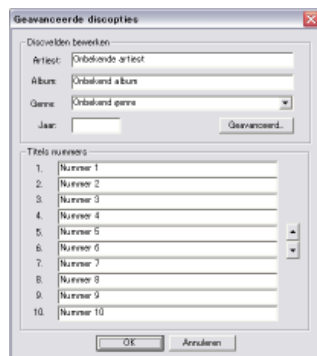 Geavanceerde discopties
Discvelden bewerken
Artiest: Onbekende artiest
Album: Onbekend album
Genre: Onbekend genre
Jaar: Geavanceerd...
Titels nummers
1. Nummer 1
2. Nummer 2
3. Nummer 3
4. Nummer 4
5. Nummer 5
6. Nummer 6
7. Nummer 7
8. Nummer 8
9. Nummer 9
10. Nummer 10
OK Annuleren